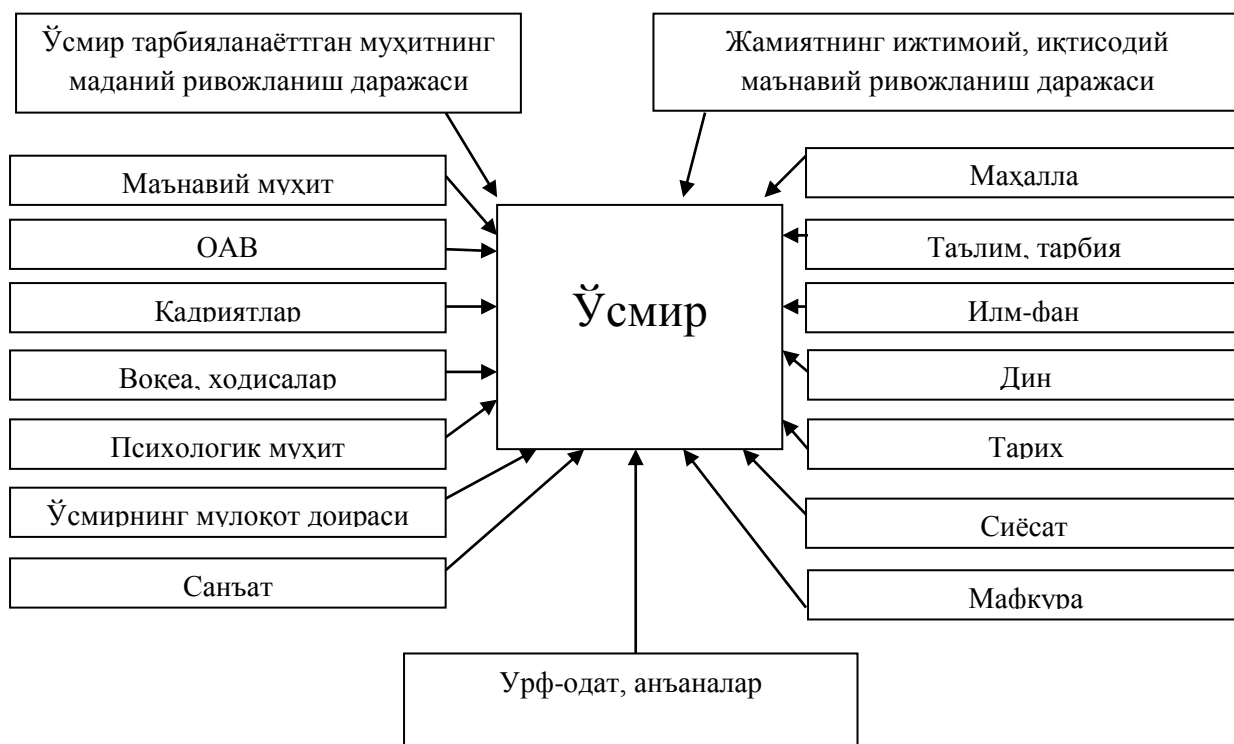 Ўсмир тарбияланаёттган муҳитнинг
маданий ривожланиш даражаси
Жамиятнинг ижтимоий, иқтисодий
маънавий ривожланиш даражаси
Маънавий муҳит
ОАВ
Қадриятлар
Воқеа, ҳодисалар
Психологик муҳит
Ўсмирнинг мулоқот доираси
Санъат
Ўсмир
Маҳалла
Таълим, тарбия
Илм-фан
Дин
Тарих
Сиёсат
Мафкура
Урф-одат, анъаналар